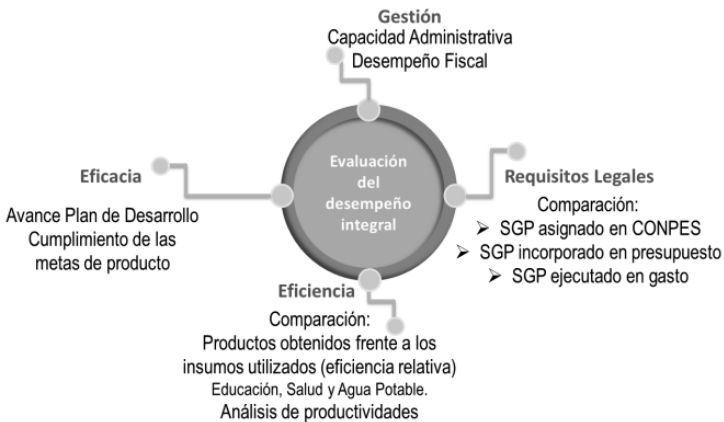 Gestión
Capacidad Administrativa
Desempeño Fiscal
Evaluación
del
desempeño
integral
Eficacia
Avance Plan de Desarrollo
Cumplimiento de las
metas de producto
Requisitos Legales
Comparación:
➢ SGP asignado en CONPES
➢ SGP incorporado en presupuesto
➢ SGP ejecutado en gasto
Eficiencia
Comparación:
Productos obtenidos frente a los
insumos utilizados (eficiencia relativa)
Educación, Salud y Agua Potable.
Análisis de productividades